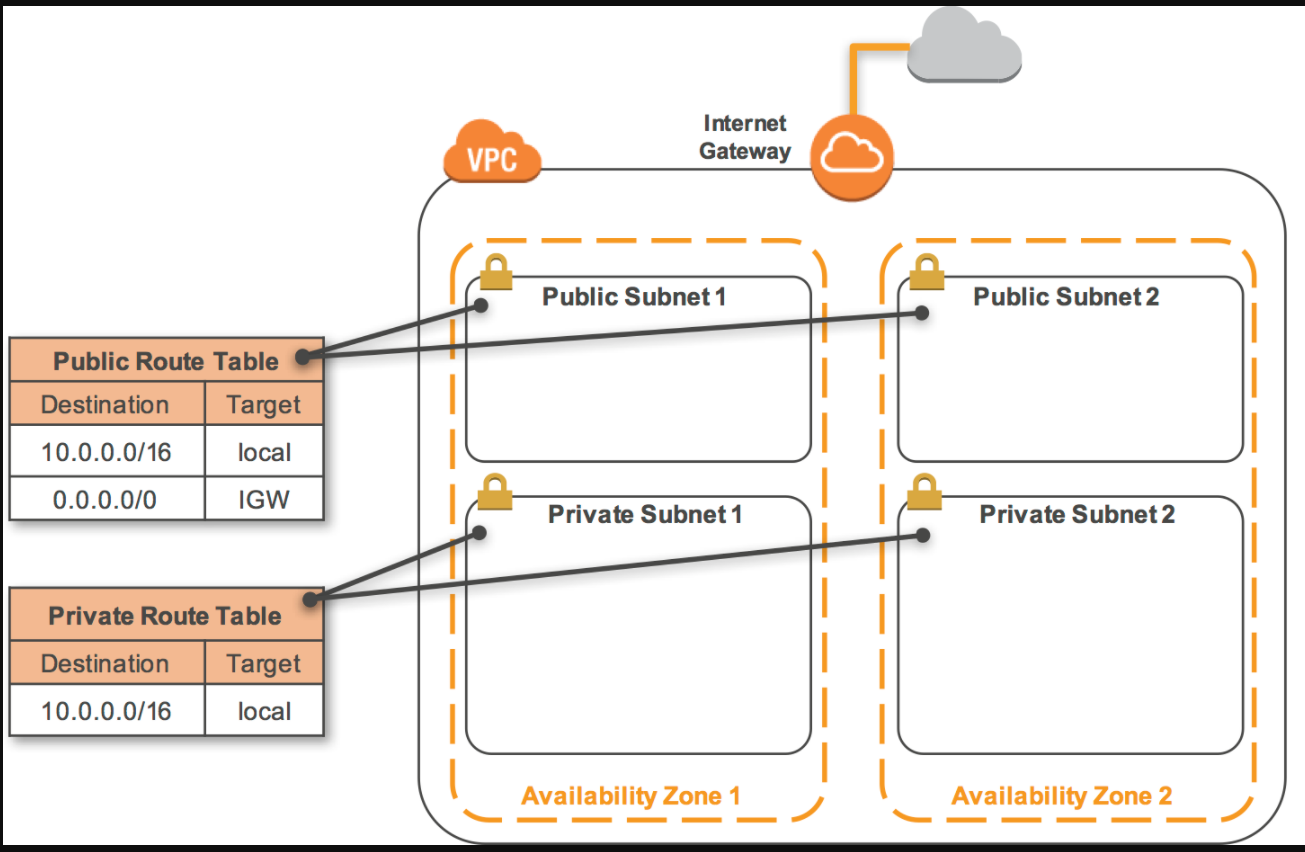 Internet
Gateway
VPC
Public Subnet 1
Public Subnet 2
Public Route Table
Destination Target
10.0.0.0/16 local
0.0.0.0/0 IGW
Private Subnet 1
Private Subnet 2
Private Route Table
Destination Target
10.0.0.0/16 local
Availability Zone 1
Availability Zone 2